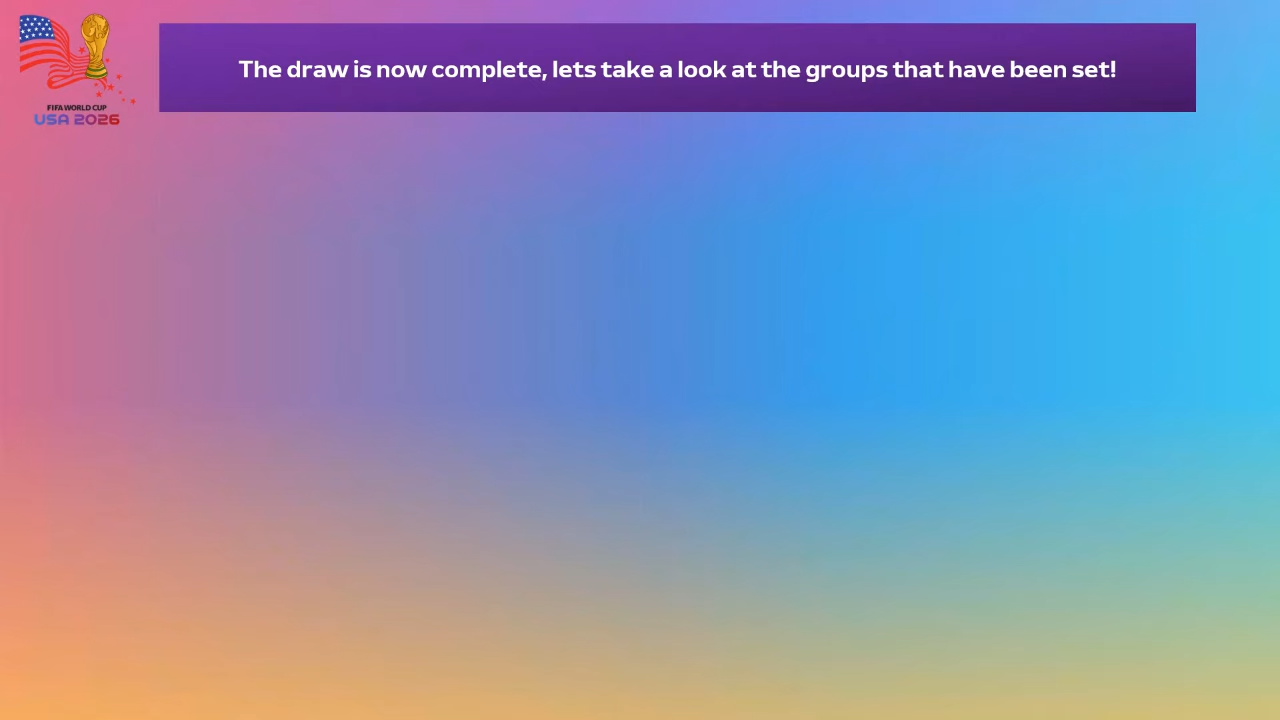 The draw is now complete, lets take a look at the groups that have been set!
FIFA WORLD CUP
USA 2026